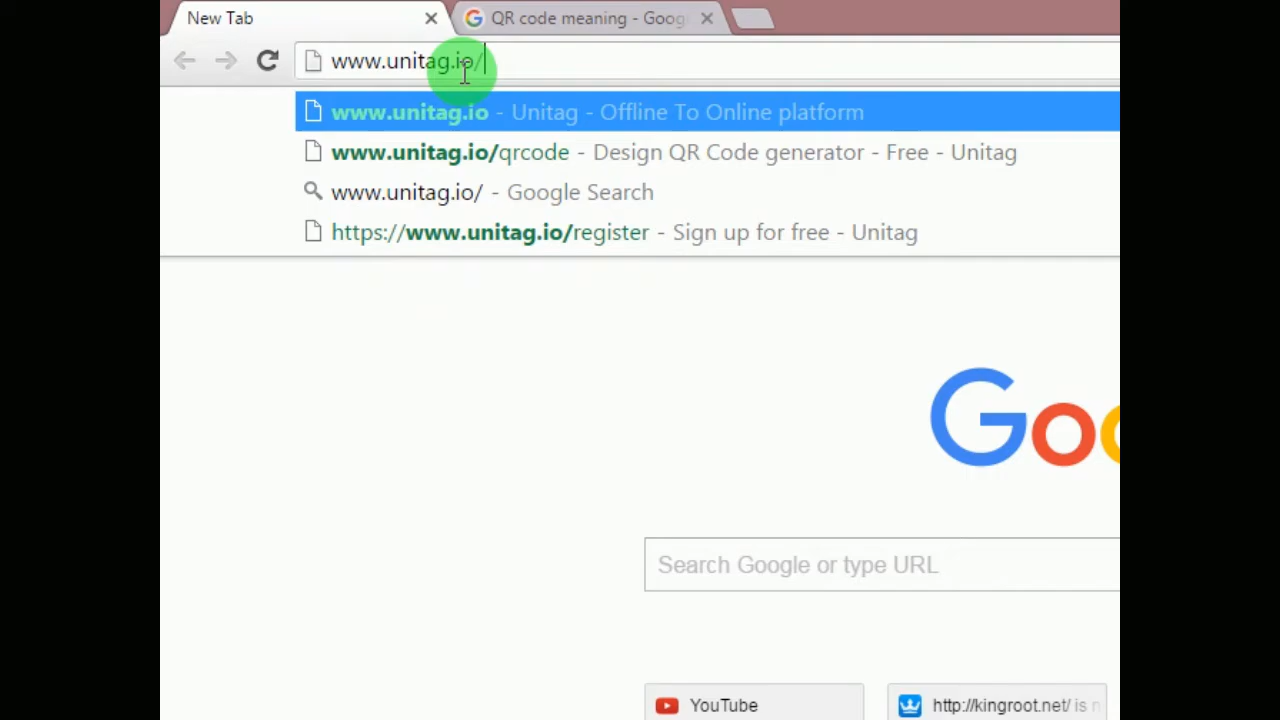 New Tab
QR code meaning - Goog
www.unitag.io/
www.unitag.io - Unitag - Offline To Online platform
www.unitag.io/qrcode - Design QR Code generator - Free - Unitag
www.unitag.io/ - Google Search
https://www.unitag.io/register - Sign up for free - Unitag
Goo
Search Google or type URL
YouTube
http://kingroot.net/ is n